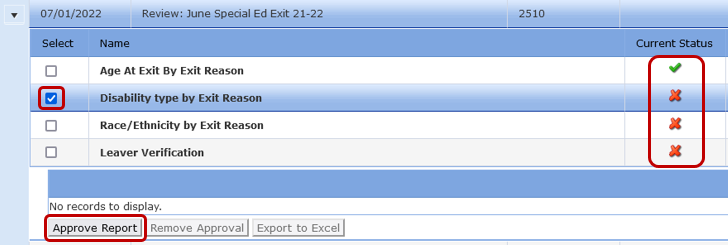 07/01/2022 Review: June Special Ed Exit 21-22 2510
Select Name Current Status
Age At Exit By Exit Reason
Disability type by Exit Reason
Race/Ethnicity by Exit Reason
Leaver Verification
No records to display.
Approve Report Remove Approval Export to Excel